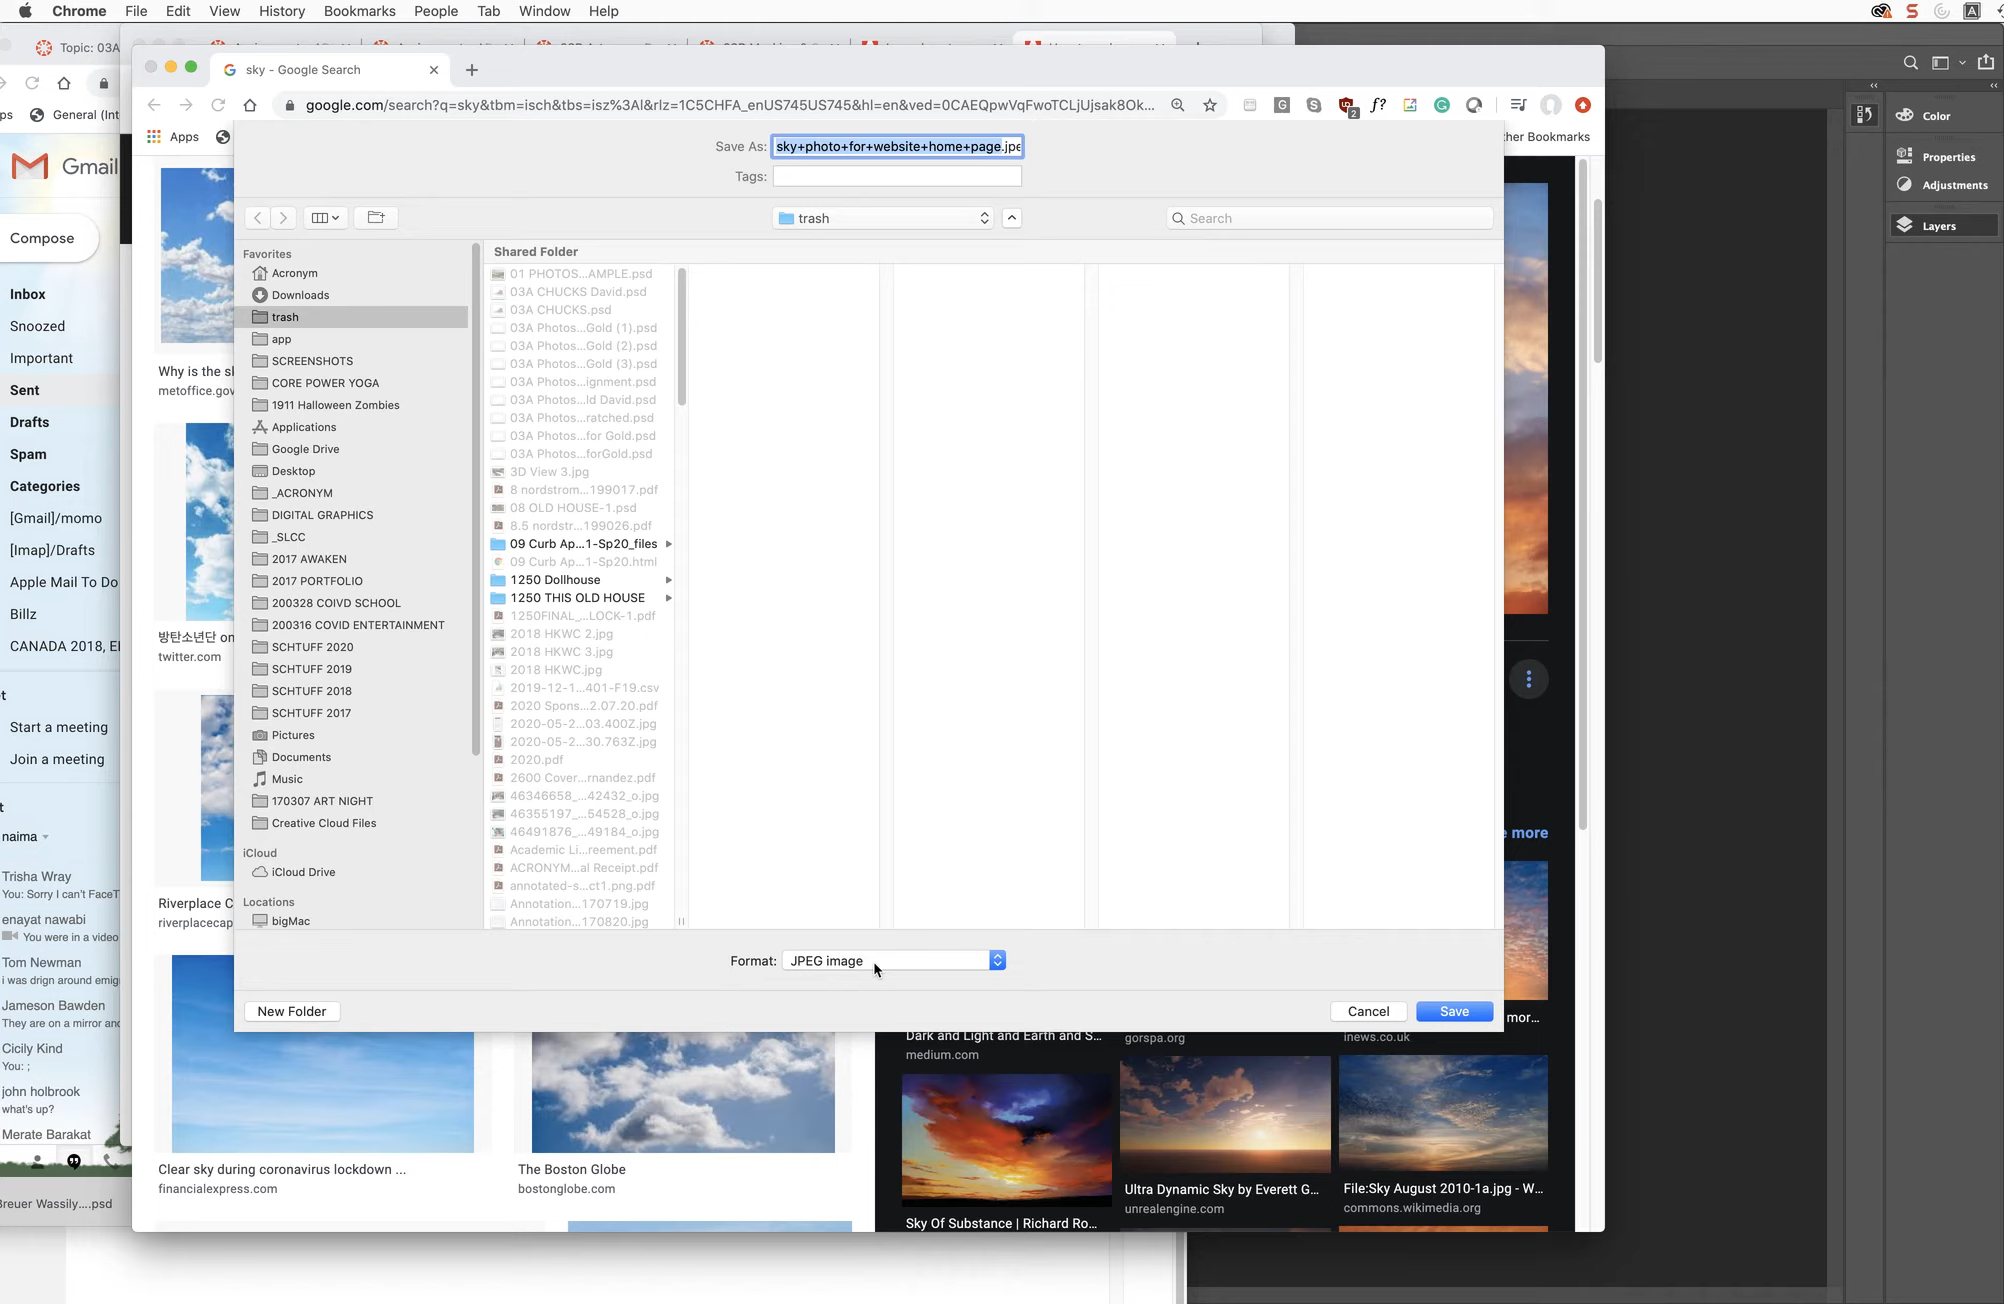 Chrome File Edit View History Bookmarks People Tab Window Help
Topic: 03A
sky - Google Search
google.com/search?q=sky&tbm=isch&tbs=isz%3Al&rlz=1C5CHFA_enUS745US745&hl=en&ved=0CAEQpwVqFwoTCLjUjsak8Ok...
ps General (Int
Apps
her Bookmarks
Gmail
Compose
Inbox
Snoozed
Important
Sent
Drafts
Spam
Categories
[Gmail]/momo
[Imap]/Drafts
Apple Mail To Do
Billz
CANADA 2018, E
et
Start a meeting
Join a meeting
t
naima
Trisha Wray
You: Sorry I can't FaceT
enayat nawabi
You were in a video
Tom Newman
i was drign around emig
Jameson Bawden
They are on a mirror and
Cicily Kind
You: ;
john holbrook
what's up?
Merate Barakat
Breuer Wassily....psd
Save As: sky+photo+for+website+home+page.jpe
Tags:
trash
Search
Favorites
Acronym
Downloads
trash
app
SCREENSHOTS
CORE POWER YOGA
1911 Halloween Zombies
Applications
Google Drive
Desktop
_ACRONYM
DIGITAL GRAPHICS
_SLCC
2017 AWAKEN
2017 PORTFOLIO
200328 COIVD SCHOOL
200316 COVID ENTERTAINMENT
SCHTUFF 2020
SCHTUFF 2019
SCHTUFF 2018
SCHTUFF 2017
Pictures
Documents
Music
170307 ART NIGHT
Creative Cloud Files
iCloud
iCloud Drive
Locations
bigMac
Shared Folder
01 PHOTOS...AMPLE.psd
03A CHUCKS David.psd
03A CHUCKS.psd
03A Photos...Gold (1).psd
03A Photos...Gold (2).psd
03A Photos...Gold (3).psd
03A Photos...ignment.psd
03A Photos...ld David.psd
03A Photos...ratched.psd
03A Photos...for Gold.psd
03A Photos...forGold.psd
3D View 3.jpg
8 nordstrom...199017.pdf
08 OLD HOUSE-1.psd
8.5 nordstr...199026.pdf
09 Curb Ap...1-Sp20_files
09 Curb Ap...1-Sp20.html
1250 Dollhouse
1250 THIS OLD HOUSE
1250FINAL_...LOCK-1.pdf
2018 HKWC 2.jpg
2018 HKWC 3.jpg
2018 HKWC.jpg
2019-12-1...401-F19.csv
2020 Spons...2.07.20.pdf
2020-05-2...03.400Z.jpg
2020-05-2...30.763Z.jpg
2020.pdf
2600 Cover...rnandez.pdf
46346658_...42432_o.jpg
46355197_...54528_o.jpg
46491876_...49184_o.jpg
Academic Li...reement.pdf
ACRONYM...al Receipt.pdf
annotated-s...ct1.png.pdf
Annotation...170719.jpg
Annotation...170820.jpg
Format: JPEG image
New Folder
Cancel
Save
Why is the sk
metoffice.gov
방탄소년단 on
twitter.com
Riverplace C
riverplacecap
Clear sky during coronavirus lockdown ...
financialexpress.com
The Boston Globe
bostonglobe.com
e more
Dark and Light and Earth and S...
medium.com
gorspa.org
mor...
inews.co.uk
Sky Of Substance | Richard Ro...
Ultra Dynamic Sky by Everett G...
unrealengine.com
File:Sky August 2010-1a.jpg - W...
commons.wikimedia.org
Color
Properties
Adjustments
Layers